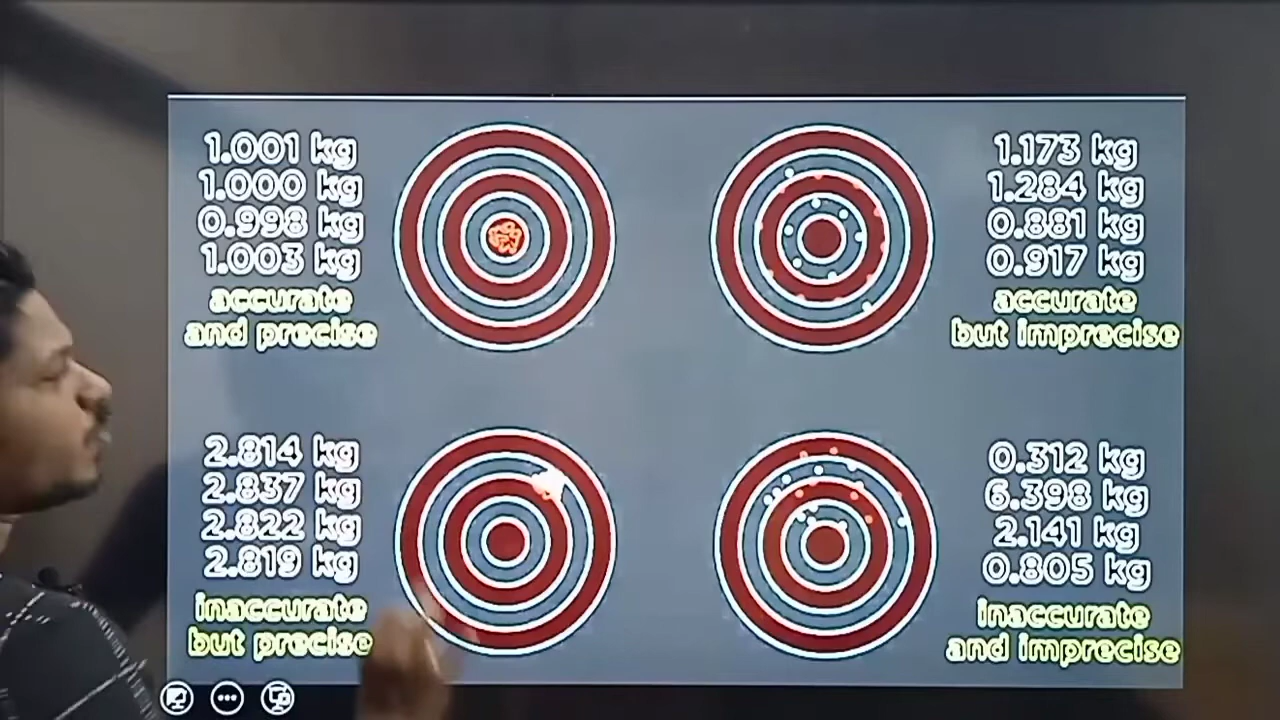 1.001 kg
1.000 kg
0.998 kg
1.003 kg
accurate
and precise
1.173 kg
1.284 kg
0.881 kg
0.917 kg
accurate
but imprecise
2.814 kg
2.837 kg
2.822 kg
2.819 kg
inaccurate
but precise
0.312 kg
6.398 kg
2.141 kg
0.805 kg
inaccurate
and imprecise